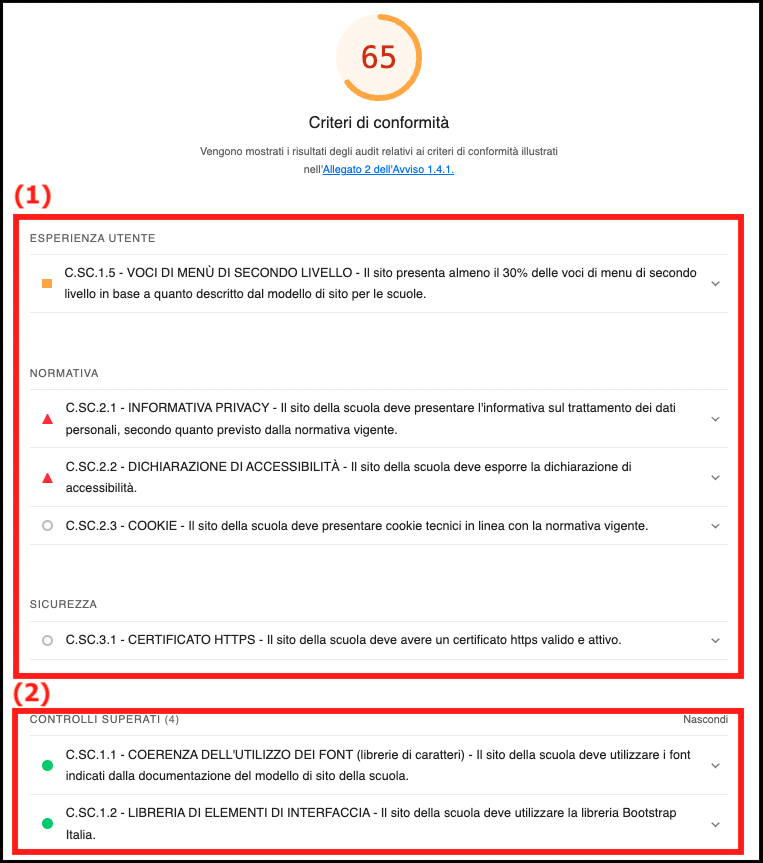 65
Criteri di conformità
Vengono mostrati i risultati degli audit relativi ai criteri di conformità illustrati
nell'Allegato 2 dell'Avviso 1.4.1.
(1)
ESPERIENZA UTENTE
C.SC.1.5 - VOCI DI MENÙ DI SECONDO LIVELLO - Il sito presenta almeno il 30% delle voci di menu di secondo
livello in base a quanto descritto dal modello di sito per le scuole.
NORMATIVA
C.SC.2.1 - INFORMATIVA PRIVACY - Il sito della scuola deve presentare l'informativa sul trattamento dei dati
personali, secondo quanto previsto dalla normativa vigente.
C.SC.2.2 - DICHIARAZIONE DI ACCESSIBILITÀ - Il sito della scuola deve esporre la dichiarazione di
accessibilità.
C.SC.2.3 - COOKIE - Il sito della scuola deve presentare cookie tecnici in linea con la normativa vigente.
SICUREZZA
C.SC.3.1 - CERTIFICATO HTTPS - Il sito della scuola deve avere un certificato https valido e attivo.
(2)
CONTROLLI SUPERATI (4) Nascondi
C.SC.1.1 - COERENZA DELL'UTILIZZO DEI FONT (librerie di caratteri) - Il sito della scuola deve utilizzare i font
indicati dalla documentazione del modello di sito della scuola.
C.SC.1.2 - LIBRERIA DI ELEMENTI DI INTERFACCIA - Il sito della scuola deve utilizzare la libreria Bootstrap
Italia.